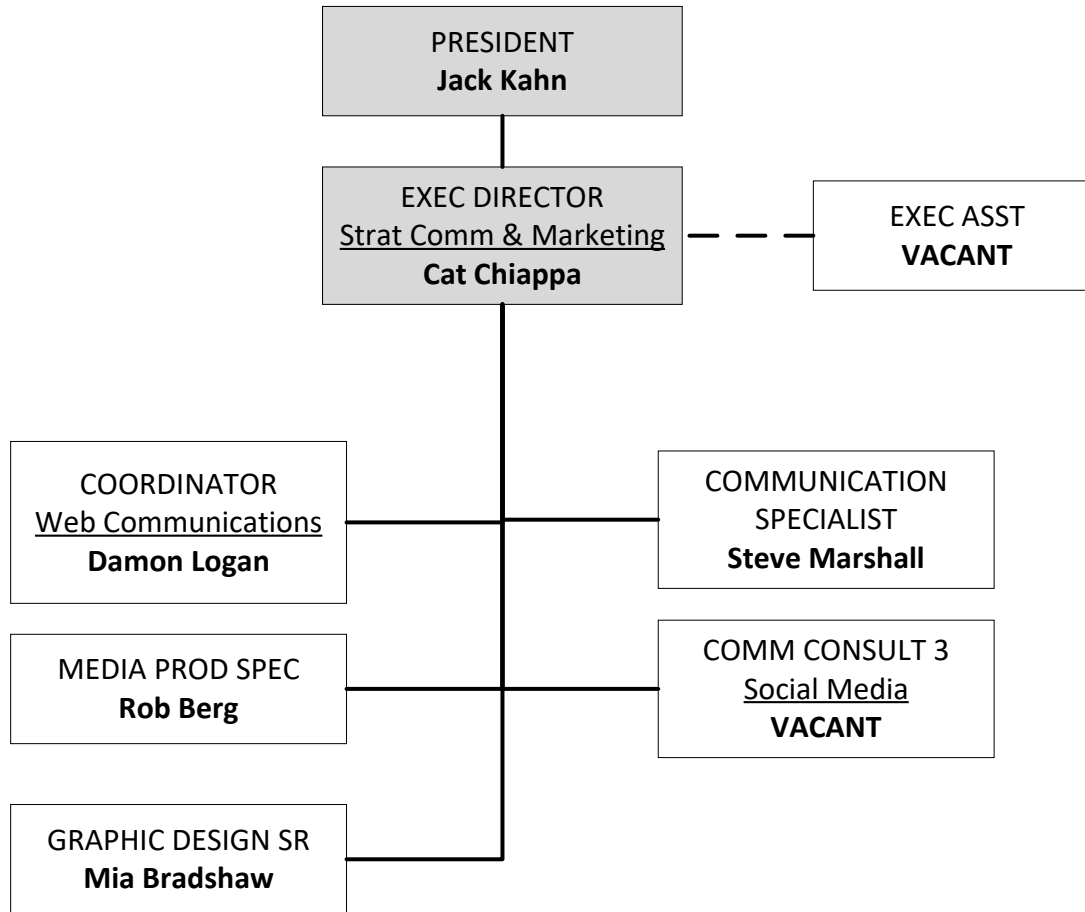 PRESIDENT
Jack Kahn
EXEC DIRECTOR
Strat Comm & Marketing
Cat Chiappa
EXEC ASST
VACANT
COORDINATOR
Web Communications
Damon Logan
COMMUNICATION
SPECIALIST
Steve Marshall
MEDIA PROD SPEC
Rob Berg
COMM CONSULT 3
Social Media
VACANT
GRAPHIC DESIGN SR
Mia Bradshaw